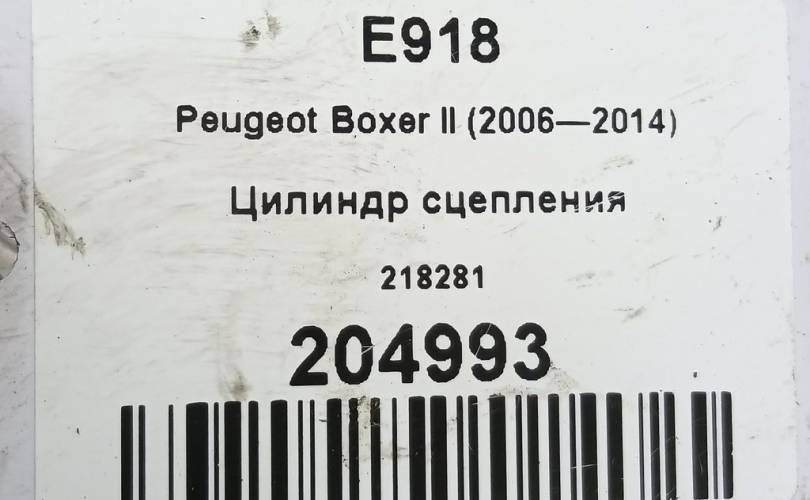 E918
Peugeot Boxer II (2006—2014)
Цилиндр сцепления
218281
204993